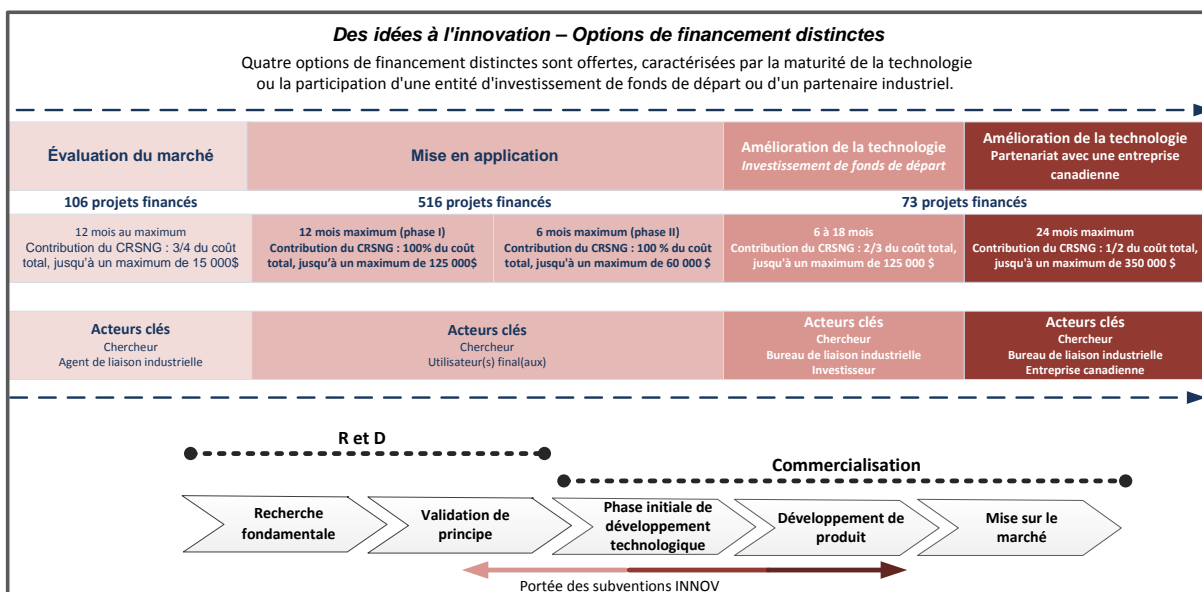 Des idées à l'innovation – Options de financement distinctes
Quatre options de financement distinctes sont offertes, caractérisées par la maturité de la technologie
ou la participation d'une entité d'investissement de fonds de départ ou d'un partenaire industriel.
Évaluation du marché
Mise en application
Amélioration de la technologie
Investissement de fonds de départ
Amélioration de la technologie
Partenariat avec une entreprise
canadienne
106 projets financés
516 projets financés
73 projets financés
12 mois au maximum
Contribution du CRSNG : 3/4 du coût
total, jusqu'à un maximum de 15 000$
12 mois maximum (phase I)
Contribution du CRSNG : 100% du coût
total, jusqu'à un maximum de 125 000$
6 mois maximum (phase II)
Contribution du CRSNG : 100 % du coût
total, jusqu'à un maximum de 60 000 $
6 à 18 mois
Contribution du CRSNG : 2/3 du coût total,
jusqu'à un maximum de 125 000 $
24 mois maximum
Contribution du CRSNG : 1/2 du coût total,
jusqu'à un maximum de 350 000 $
Acteurs clés
Chercheur
Agent de liaison industrielle
Acteurs clés
Chercheur
Utilisateur(s) final(aux)
Acteurs clés
Chercheur
Bureau de liaison industrielle
Investisseur
Acteurs clés
Chercheur
Bureau de liaison industrielle
Entreprise canadienne
R et D
Commercialisation
Recherche
fondamentale
Validation de
principe
Phase initiale de
développement
technologique
Développement de
produit
Mise sur le
marché
Portée des subventions INNOV